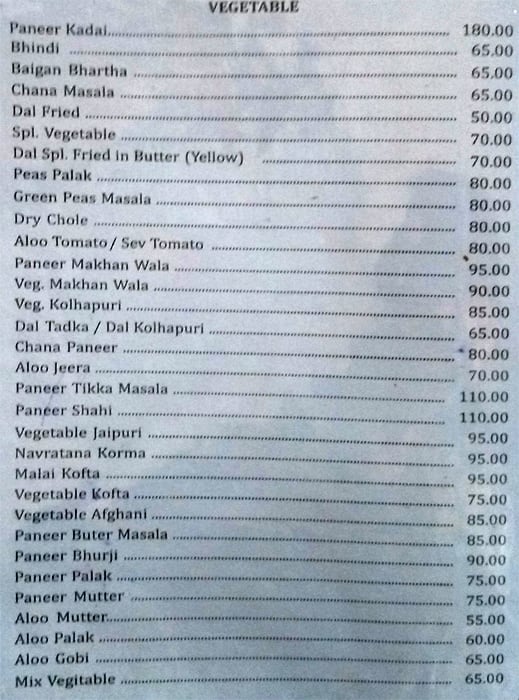 VEGETABLE
Paneer Kadai 180.00
Bhindi 65.00
Baigan Bhartha 65.00
Chana Masala 65.00
Dal Fried 50.00
Spl. Vegetable 70.00
Dal Spl. Fried in Butter (Yellow) 70.00
Peas Palak 80.00
Green Peas Masala 80.00
Dry Chole 80.00
Aloo Tomato / Sev Tomato 80.00
Paneer Makhan Wala 95.00
Veg. Makhan Wala 90.00
Veg. Kolhapuri 85.00
Dal Tadka / Dal Kolhapuri 65.00
Chana Paneer 80.00
Aloo Jeera 70.00
Paneer Tikka Masala 110.00
Paneer Shahi 110.00
Vegetable Jaipuri 95.00
Navratana Korma 95.00
Malai Kofta 95.00
Vegetable Kofta 75.00
Vegetable Afghani 85.00
Paneer Buter Masala 85.00
Paneer Bhurji 90.00
Paneer Palak 75.00
Paneer Mutter 75.00
Aloo Mutter 55.00
Aloo Palak 60.00
Aloo Gobi 65.00
Mix Vegitable 65.00